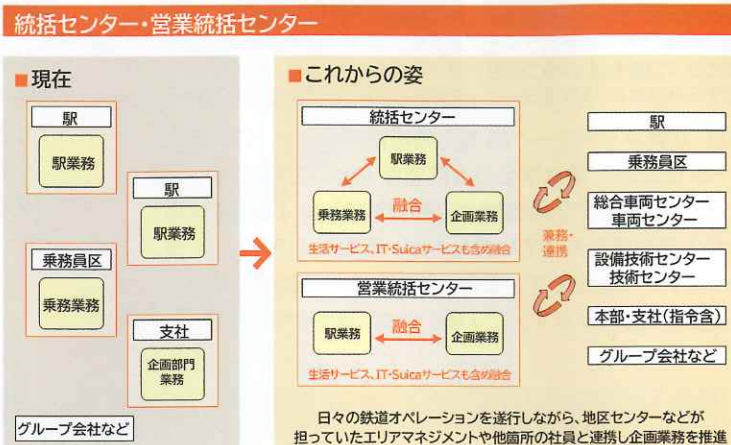 統括センター・営業統括センター
■現在
駅
駅業務
駅
駅業務
乗務員区
乗務業務
支社
企画部門
業務
グループ会社など
■これからの姿
統括センター
駅業務
乗務業務
融合
企画業務
生活サービス、IT・Suicaサービスも含め融合
営業統括センター
駅業務
融合
企画業務
生活サービス、IT・Suicaサービスも含め融合
兼務・
連携
駅
乗務員区
総合車両センター
車両センター
設備技術センター
技術センター
本部・支社(指令含)
グループ会社など
日々の鉄道オペレーションを遂行しながら、地区センターなどが
担っていたエリアマネジメントや他箇所の社員と連携し企画業務を推進